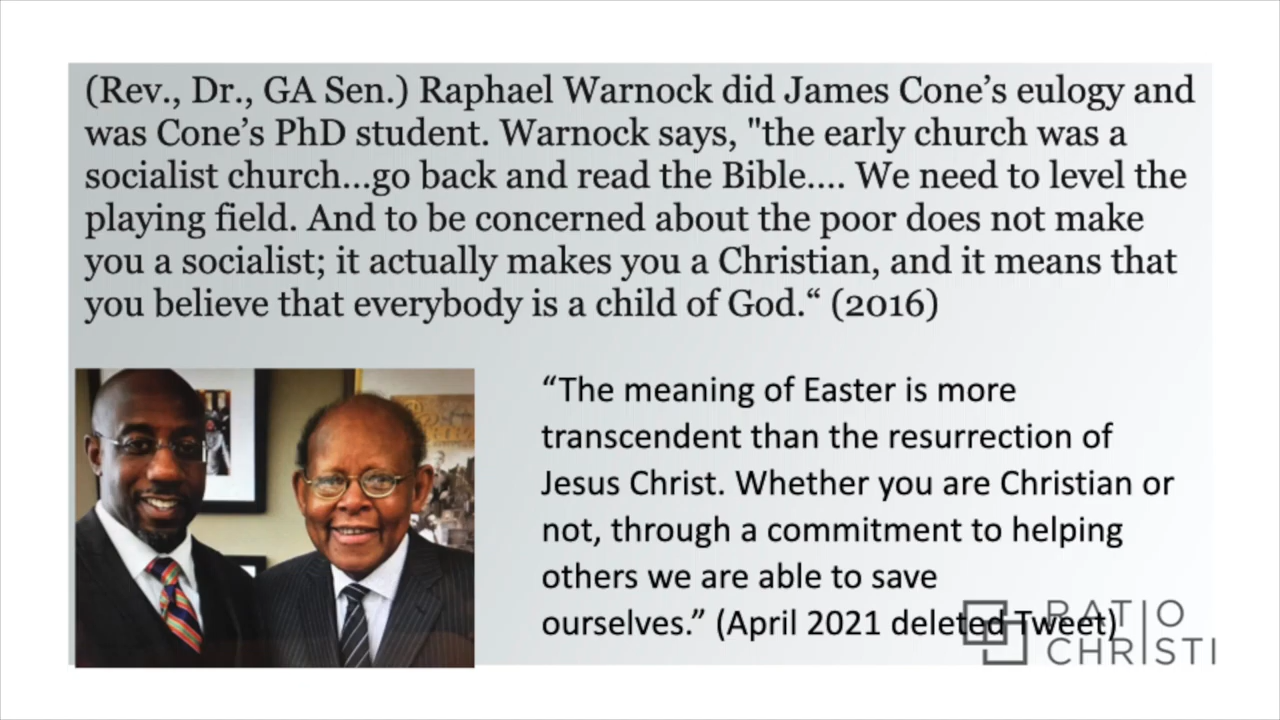 (Rev., Dr., GA Sen.) Raphael Warnock did James Cone’s eulogy and
was Cone’s PhD student. Warnock says, "the early church was a
socialist church…go back and read the Bible…. We need to level the
playing field. And to be concerned about the poor does not make
you a socialist; it actually makes you a Christian, and it means that
you believe that everybody is a child of God.“ (2016)
“The meaning of Easter is more
transcendent than the resurrection of
Jesus Christ. Whether you are Christian or
not, through a commitment to helping
others we are able to save
ourselves.” (April 2021 deleted Tweet)
RATIO
CHRISTI